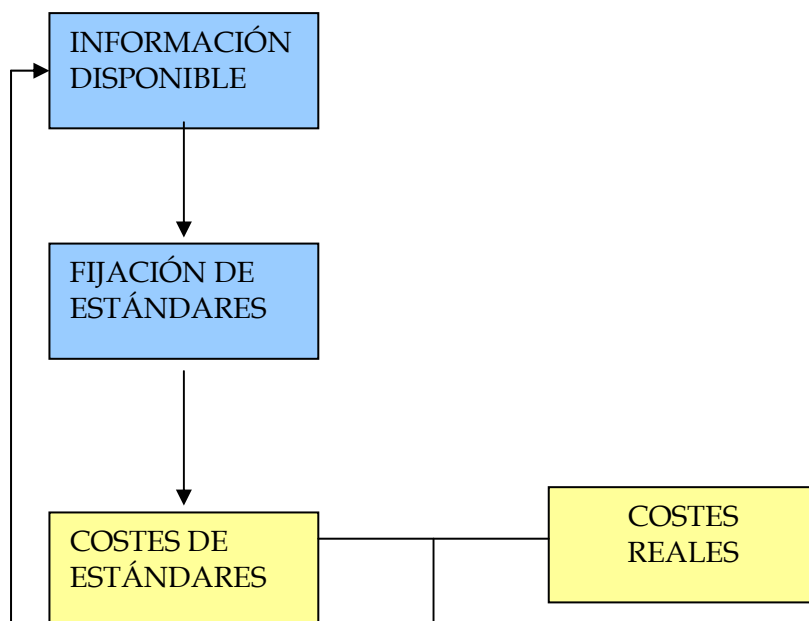 INFORMACIÓN
DISPONIBLE
FIJACIÓN DE
ESTÁNDARES
COSTES DE
ESTÁNDARES
COSTES
REALES